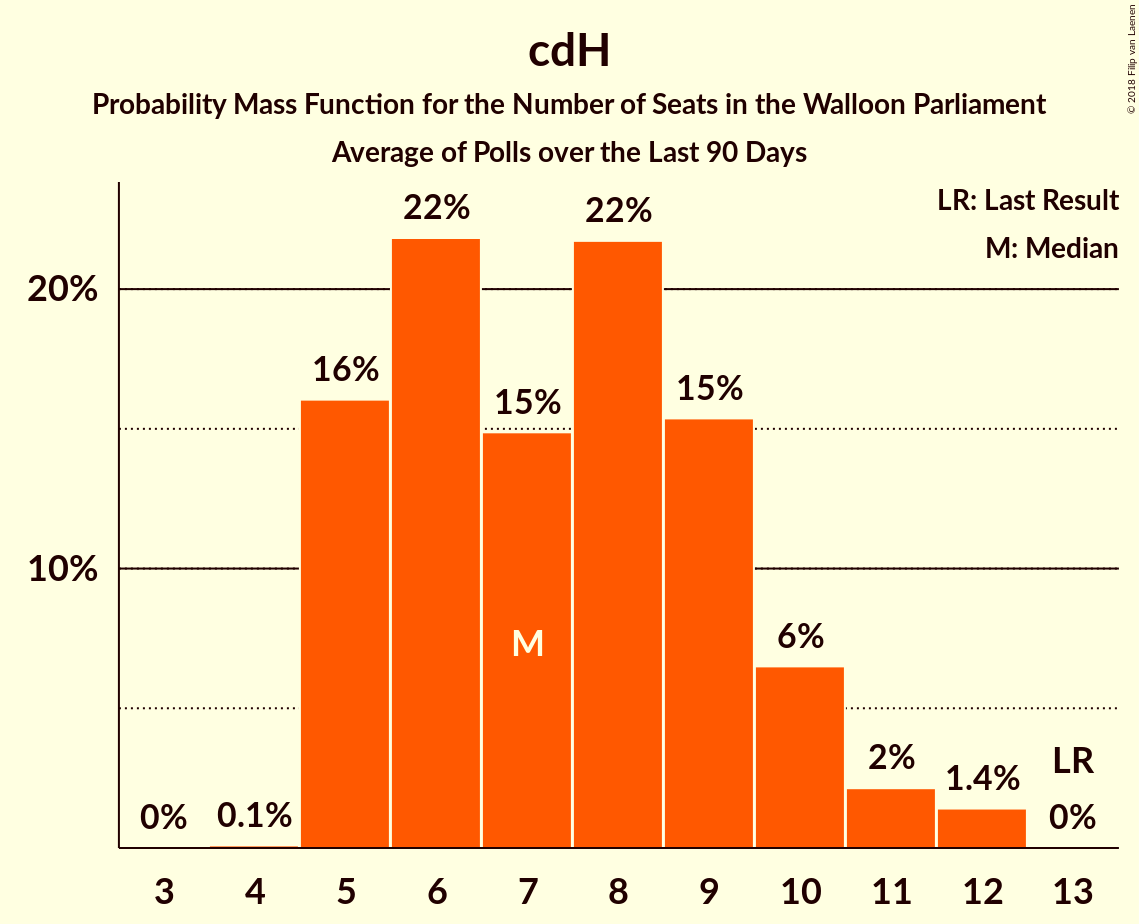 cdH
Probability Mass Function for the Number of Seats in the Walloon Parliament
Average of Polls over the Last 90 Days
© 2018 Filip van Laenen
LR: Last Result
M: Median
20%
10%
0%
0.1%
16%
22%
15%
22%
15%
6%
2%
1.4%
0%
LR
M
3 4 5 6 7 8 9 10 11 12 13